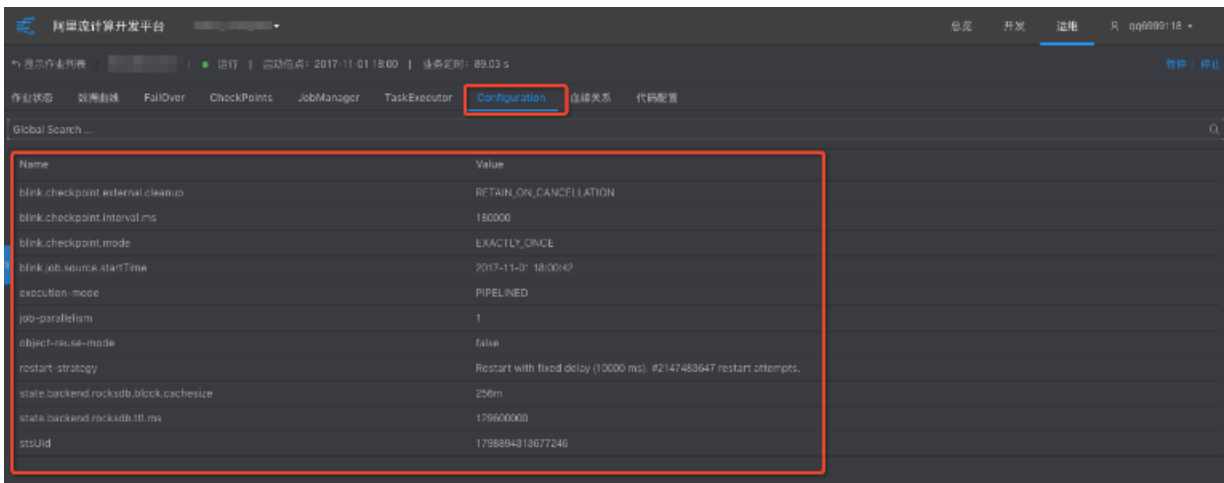 阿里流计算开发平台 总览 开发 运维 qq6999118
显示作业列表 | 运行 | 启动位点: 2017-11-01 18:00 | 业务延时: 89.03 s 暂停 | 停止
作业状态 数据曲线 FailOver CheckPoints JobManager TaskExecutor Configuration 血缘关系 代码配置
Global Search ...
Name Value
blink.checkpoint.external.cleanup RETAIN_ON_CANCELLATION
blink.checkpoint.interval.ms 180000
blink.checkpoint.mode EXACTLY_ONCE
blink.job.source.startTime 2017-11-01 18:00:42
execution-mode PIPELINED
job-parallelism 1
object-reuse-mode false
restart-strategy Restart with fixed delay (10000 ms). #2147483647 restart attempts.
state.backend.rocksdb.block.cachesize 256m
state.backend.rocksdb.ttl.ms 129600000
stsUid 1798894313677246